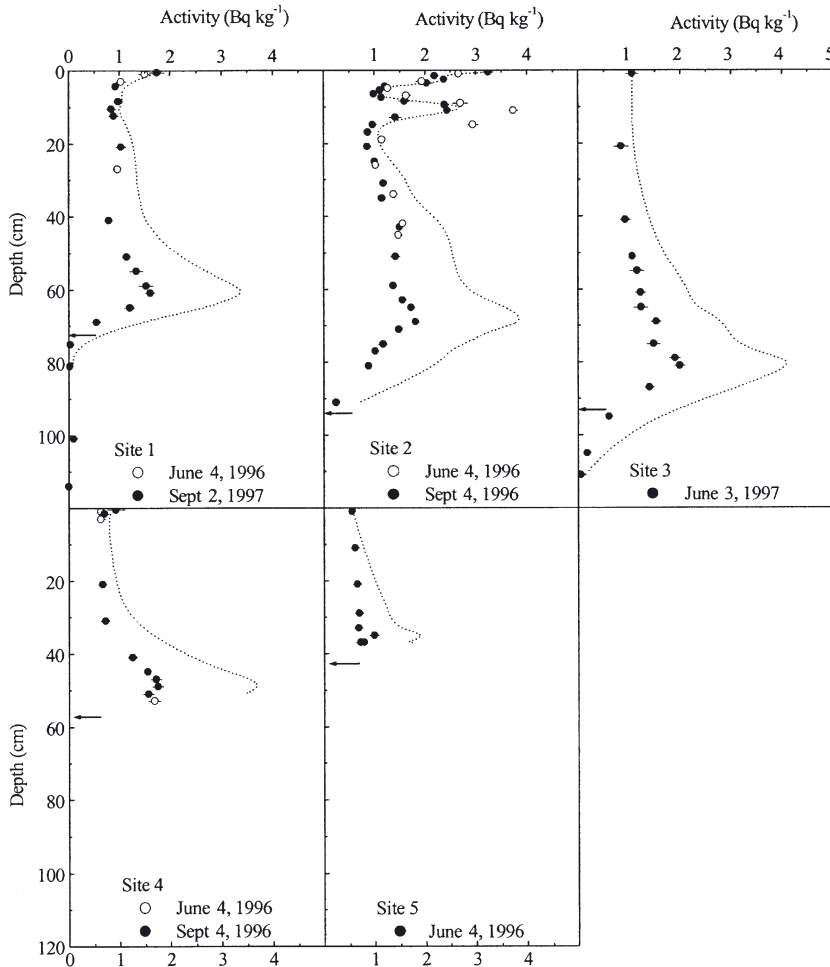 Activity (Bq kg⁻¹) Activity (Bq kg⁻¹) Activity (Bq kg⁻¹)
0 1 2 3 4 0 1 2 3 4 0 1 2 3 4 5
0
20
40
60
80
100
Depth (cm)
Site 1
June 4, 1996
Sept 2, 1997
Site 2
June 4, 1996
Sept 4, 1996
Site 3
June 3, 1997
20
40
60
80
100
120
Depth (cm)
Site 4
June 4, 1996
Sept 4, 1996
Site 5
June 4, 1996
0 1 2 3 4 0 1 2 3 4